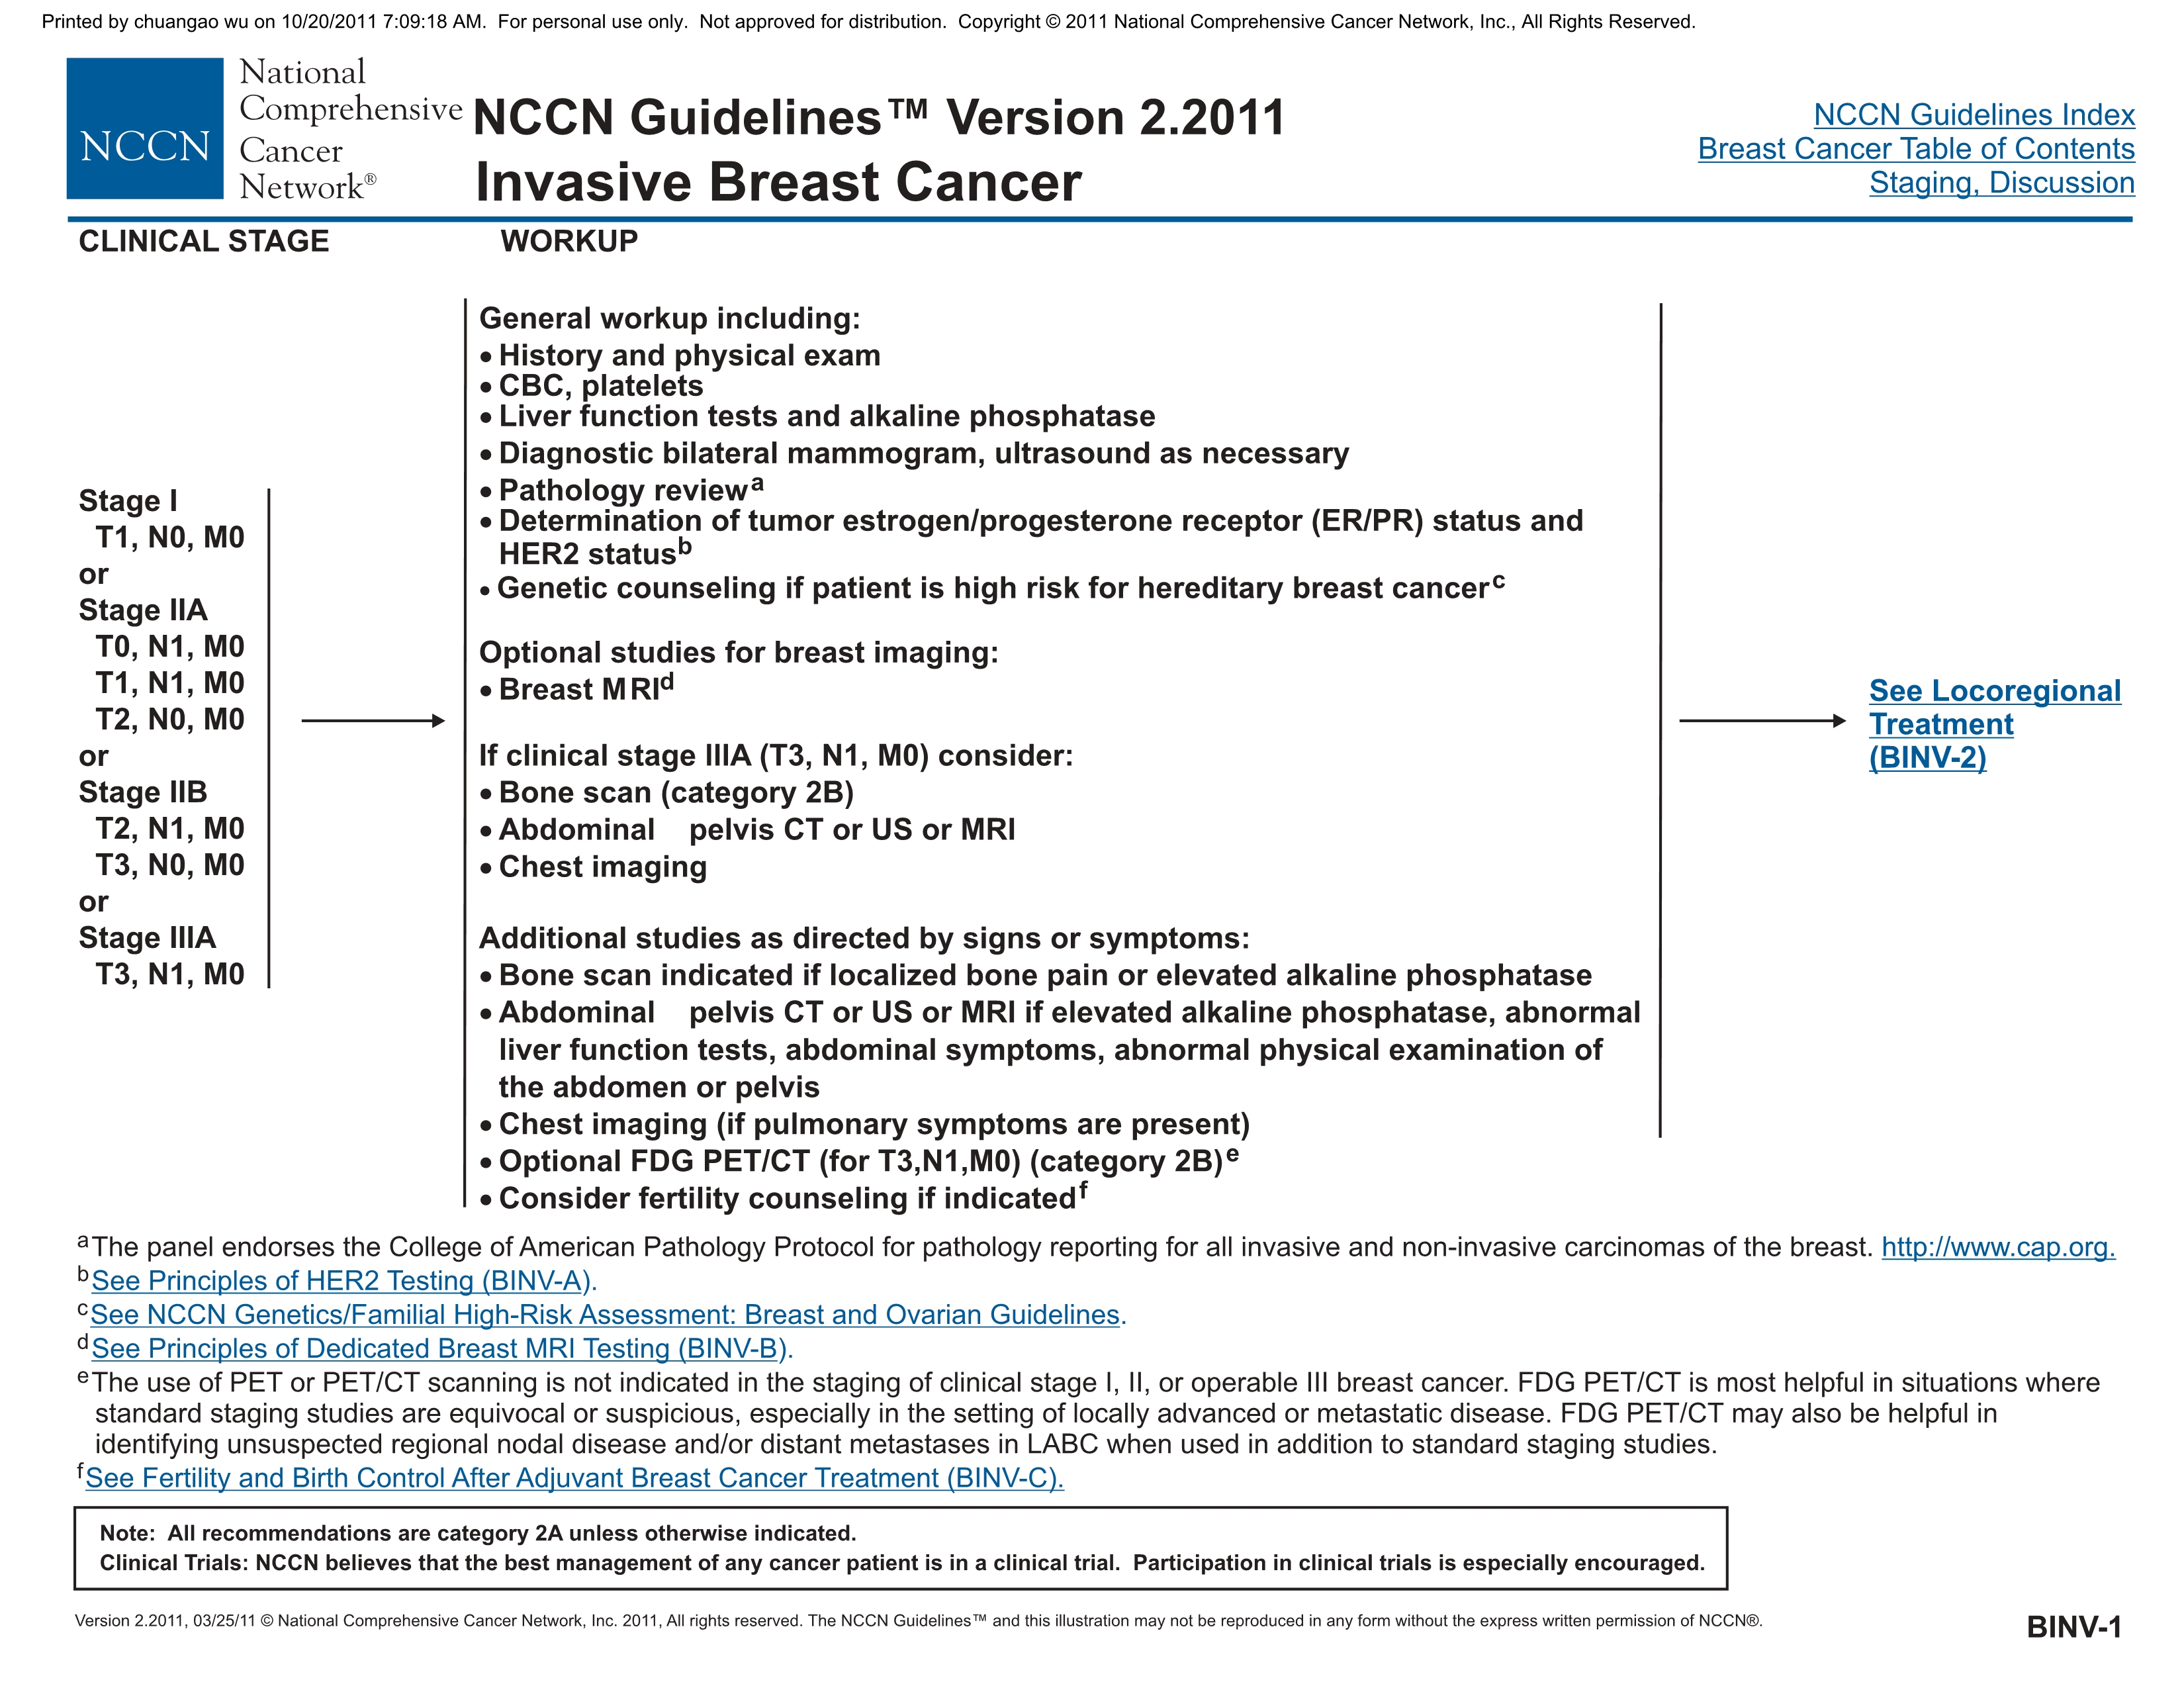 Printed by chuangao wu on 10/20/2011 7:09:18 AM.  For personal use only.  Not approved for distribution.  Copyright © 2011 National Comprehensive Cancer Network, Inc., All Rights Reserved.
NCCN
National
Comprehensive
Cancer
Network®
NCCN Guidelines™ Version 2.2011
Invasive Breast Cancer
NCCN Guidelines Index
Breast Cancer Table of Contents
Staging, Discussion
CLINICAL STAGE
Stage I
T1, N0, M0
or
Stage IIA
T0, N1, M0
T1, N1, M0
T2, N0, M0
or
Stage IIB
T2, N1, M0
T3, N0, M0
or
Stage IIIA
T3, N1, M0
WORKUP
General workup including:
• History and physical exam
• CBC, platelets
• Liver function tests and alkaline phosphatase
• Diagnostic bilateral mammogram, ultrasound as necessary
• Pathology review a
• Determination of tumor estrogen/progesterone receptor (ER/PR) status and
HER2 status b
• Genetic counseling if patient is high risk for hereditary breast cancer c
Optional studies for breast imaging:
• Breast MRI d
If clinical stage IIIA (T3, N1, M0) consider:
• Bone scan (category 2B)
• Abdominal    pelvis CT or US or MRI
• Chest imaging
Additional studies as directed by signs or symptoms:
• Bone scan indicated if localized bone pain or elevated alkaline phosphatase
• Abdominal    pelvis CT or US or MRI if elevated alkaline phosphatase, abnormal
liver function tests, abdominal symptoms, abnormal physical examination of
the abdomen or pelvis
• Chest imaging (if pulmonary symptoms are present)
• Optional FDG PET/CT (for T3,N1,M0) (category 2B) e
• Consider fertility counseling if indicated f
See Locoregional
Treatment
(BINV-2)
a The panel endorses the College of American Pathology Protocol for pathology reporting for all invasive and non-invasive carcinomas of the breast. http://www.cap.org.
b See Principles of HER2 Testing (BINV-A).
c See NCCN Genetics/Familial High-Risk Assessment: Breast and Ovarian Guidelines.
d See Principles of Dedicated Breast MRI Testing (BINV-B).
e The use of PET or PET/CT scanning is not indicated in the staging of clinical stage I, II, or operable III breast cancer. FDG PET/CT is most helpful in situations where
standard staging studies are equivocal or suspicious, especially in the setting of locally advanced or metastatic disease. FDG PET/CT may also be helpful in
identifying unsuspected regional nodal disease and/or distant metastases in LABC when used in addition to standard staging studies.
f See Fertility and Birth Control After Adjuvant Breast Cancer Treatment (BINV-C).
Note:  All recommendations are category 2A unless otherwise indicated.
Clinical Trials: NCCN believes that the best management of any cancer patient is in a clinical trial.  Participation in clinical trials is especially encouraged.
Version 2.2011, 03/25/11 © National Comprehensive Cancer Network, Inc. 2011, All rights reserved. The NCCN Guidelines™ and this illustration may not be reproduced in any form without the express written permission of NCCN®.
BINV-1